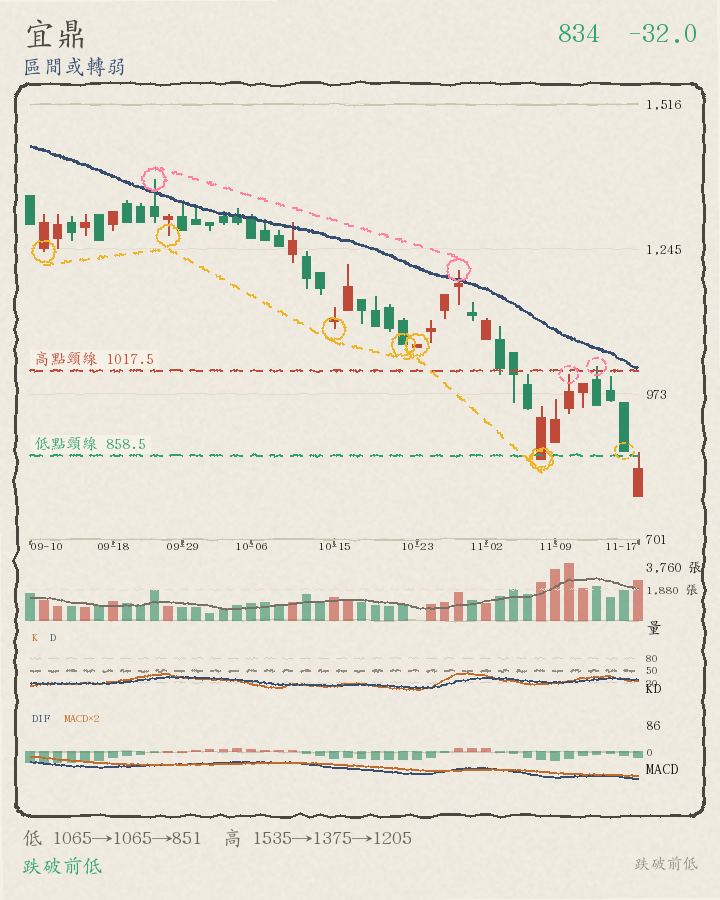 宜鼎 834 -32.0
區間或轉弱
1,516
1,245
高點頸線 1017.5
973
低點頸線 858.5
701
09-10 09-18 09-29 10-06 10-15 10-23 11-02 11-09 11-17
3,760 張
1,880 張
量
K D
80
50
20
KD
DIF MACD×2
86
0
MACD
低 1065→1065→851 高 1535→1375→1205
跌破前低 跌破前低